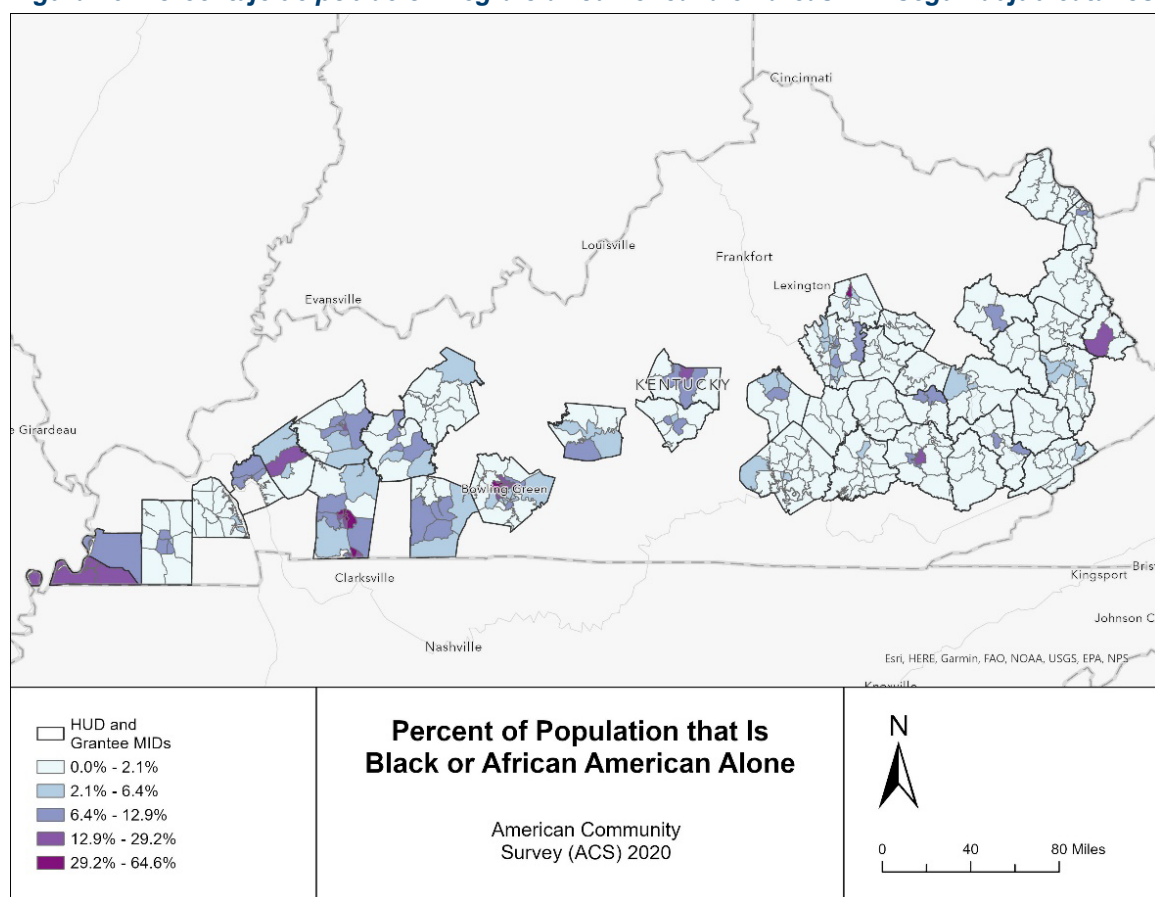 Cincinnati
Louisville
Frankfort
Lexington
Evansville
KENTUCKY
e Girardeau
Bowling Green
Clarksville
Kingsport
Bris
Johnson C
Nashville
Esri, HERE, Garmin, FAO, NOAA, USGS, EPA, NPS
HUD and
Grantee MIDs
0.0% - 2.1%
2.1% - 6.4%
6.4% - 12.9%
12.9% - 29.2%
29.2% - 64.6%
Percent of Population that Is
Black or African American Alone
American Community
Survey (ACS) 2020
N
0 40 80 Miles